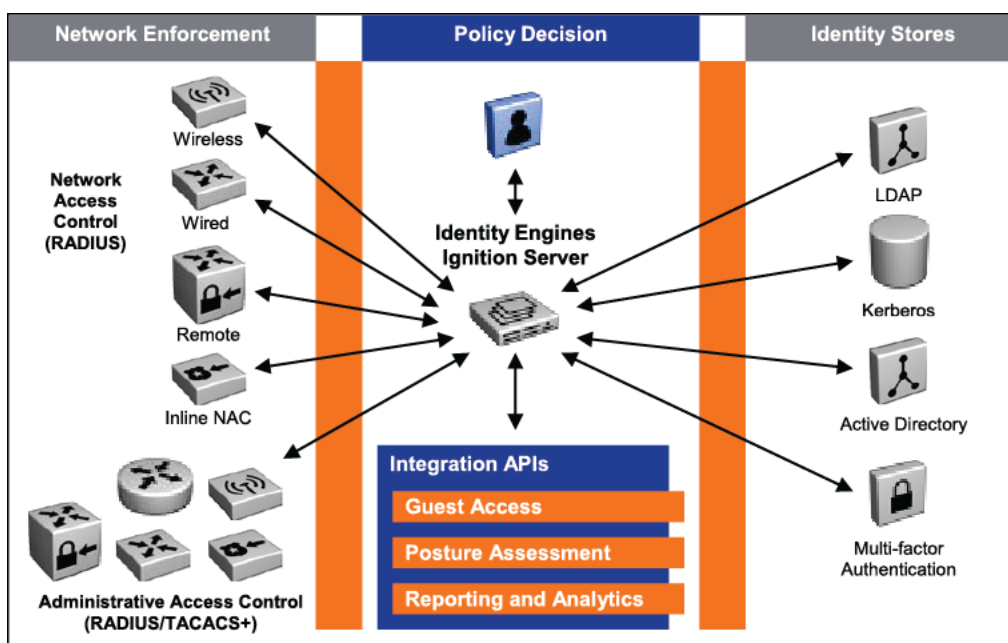 Network Enforcement
Policy Decision
Identity Stores
Wireless
Network
Access
Control
(RADIUS)
Wired
Remote
Inline NAC
Administrative Access Control
(RADIUS/TACACS+)
Identity Engines
Ignition Server
Integration APIs
Guest Access
Posture Assessment
Reporting and Analytics
LDAP
Kerberos
Active Directory
Multi-factor
Authentication